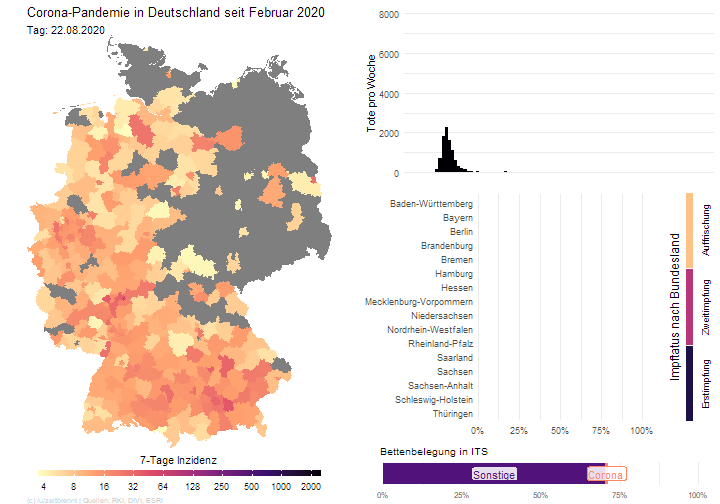 Corona-Pandemie in Deutschland seit Februar 2020
Tag: 22.08.2020
7-Tage Inzidenz
4 8 16 32 64 130 250 500 1000 2000
Tote pro Woche
8000
6000
4000
2000
0
Impfstatus nach Bundesland
Baden-Württemberg
Bayern
Berlin
Brandenburg
Bremen
Hamburg
Hessen
Mecklenburg-Vorpommern
Niedersachsen
Nordrhein-Westfalen
Rheinland-Pfalz
Saarland
Sachsen
Sachsen-Anhalt
Schleswig-Holstein
Thüringen
0% 25% 50% 75% 100%
Auffrischung
Zweitimpfung
Erstimpfung
Bettenbelegung in ITS
Sonstige
Corona
0% 25% 50% 75% 100%
| Quellen: RKI, DIVI, ESRI